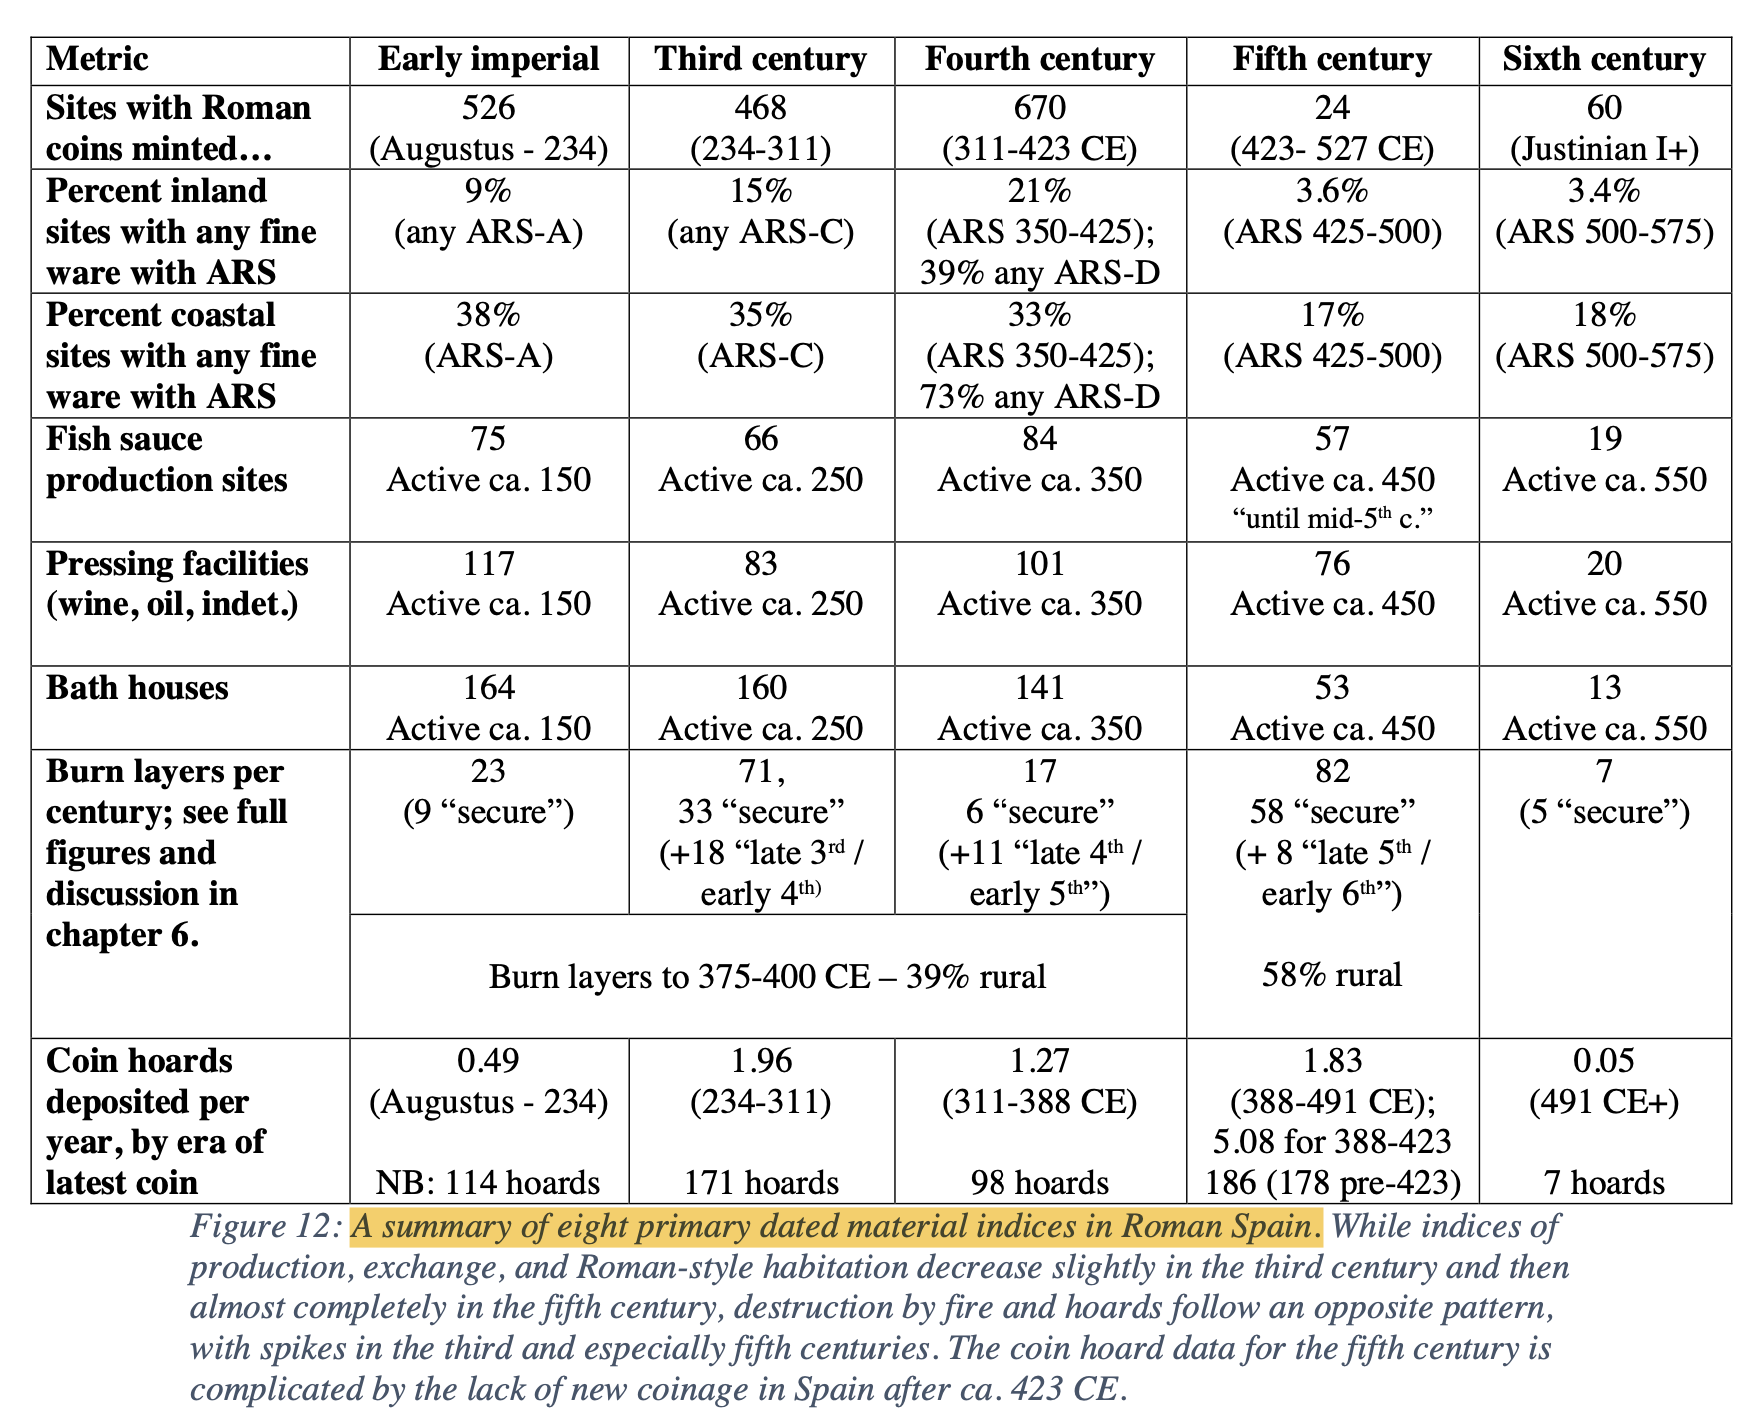 Metric Early imperial Third century Fourth century Fifth century Sixth century
Sites with Roman 526 468 670 24 60
coins minted… (Augustus - 234) (234-311) (311-423 CE) (423- 527 CE) (Justinian I+)
Percent inland 9% 15% 21% 3.6% 3.4%
sites with any fine (any ARS-A) (any ARS-C) (ARS 350-425); (ARS 425-500) (ARS 500-575)
ware with ARS 39% any ARS-D
Percent coastal 38% 35% 33% 17% 18%
sites with any fine (ARS-A) (ARS-C) (ARS 350-425); (ARS 425-500) (ARS 500-575)
ware with ARS 73% any ARS-D
Fish sauce 75 66 84 57 19
production sites Active ca. 150 Active ca. 250 Active ca. 350 Active ca. 450 Active ca. 550
“until mid-5th c.”
Pressing facilities 117 83 101 76 20
(wine, oil, indet.) Active ca. 150 Active ca. 250 Active ca. 350 Active ca. 450 Active ca. 550
Bath houses 164 160 141 53 13
Active ca. 150 Active ca. 250 Active ca. 350 Active ca. 450 Active ca. 550
Burn layers per 23 71, 17 82 7
century; see full (9 “secure”) 33 “secure” 6 “secure” 58 “secure” (5 “secure”)
figures and (+18 “late 3rd / (+11 “late 4th / (+ 8 “late 5th /
discussion in early 4th) early 5th”) early 6th”)
chapter 6.
Burn layers to 375-400 CE – 39% rural 58% rural
Coin hoards 0.49 1.96 1.27 1.83 0.05
deposited per (Augustus - 234) (234-311) (311-388 CE) (388-491 CE); (491 CE+)
year, by era of 5.08 for 388-423
latest coin NB: 114 hoards 171 hoards 98 hoards 186 (178 pre-423) 7 hoards
Figure 12: A summary of eight primary dated material indices in Roman Spain. While indices of
production, exchange, and Roman-style habitation decrease slightly in the third century and then
almost completely in the fifth century, destruction by fire and hoards follow an opposite pattern,
with spikes in the third and especially fifth centuries. The coin hoard data for the fifth century is
complicated by the lack of new coinage in Spain after ca. 423 CE.